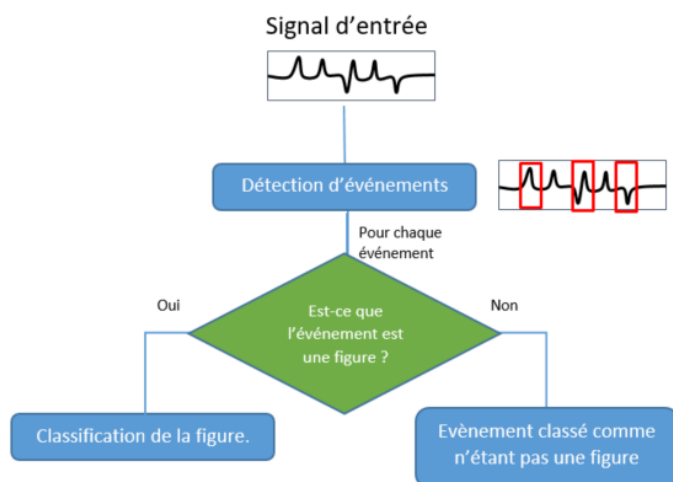 Signal d'entrée
Détection d'événements
Pour chaque
événement
Oui
Non
Est-ce que
l'événement est
une figure ?
Classification de la figure.
Evènement classé comme
n'étant pas une figure